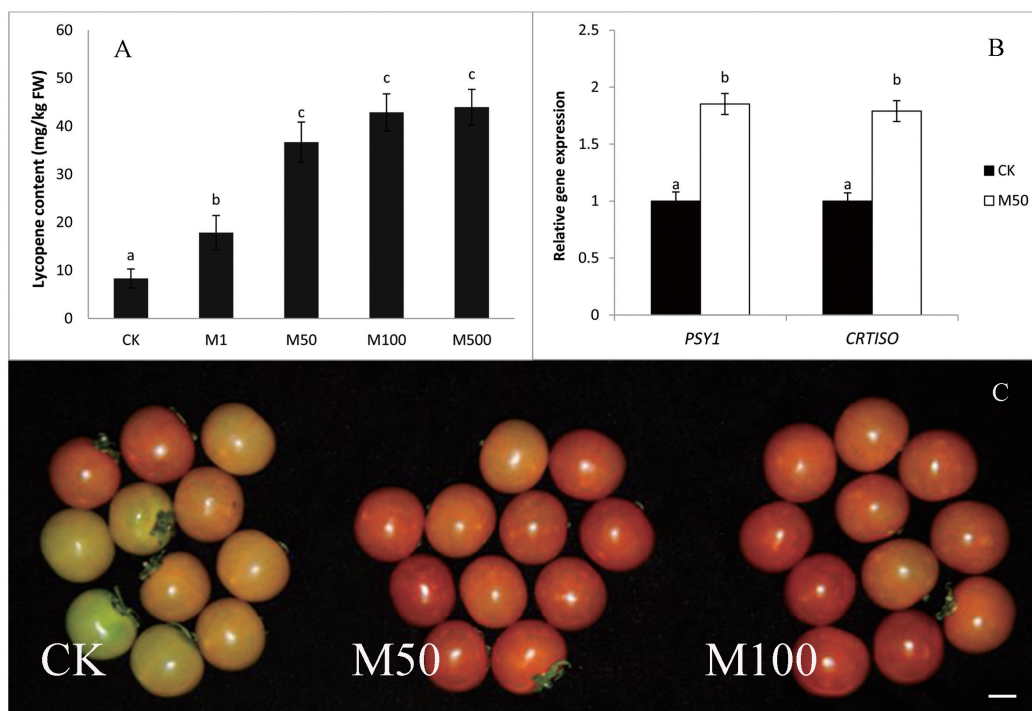 A
Lycopene content (mg/kg FW)
60
50
40
30
20
10
0
a
b
c
c
c
CK
M1
M50
M100
M500
B
Relative gene expression
2.5
2
1.5
1
0.5
0
a
b
a
b
PSY1
CRTISO
CK
M50
C
CK
M50
M100